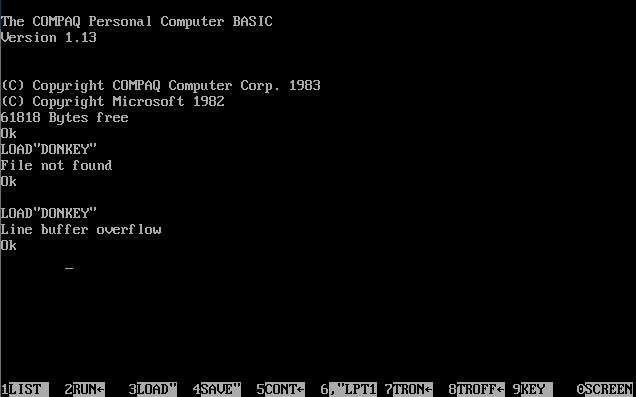 The COMPAQ Personal Computer BASIC
Version 1.13
(C) Copyright COMPAQ Computer Corp. 1983
(C) Copyright Microsoft 1982
61818 Bytes free
Ok
LOAD"DONKEY"
File not found
Ok
LOAD"DONKEY"
Line buffer overflow
Ok
_
1LIST 2RUN← 3LOAD" 4SAVE" 5CONT← 6,"LPT1 7TRON← 8TROFF← 9KEY 0SCREEN